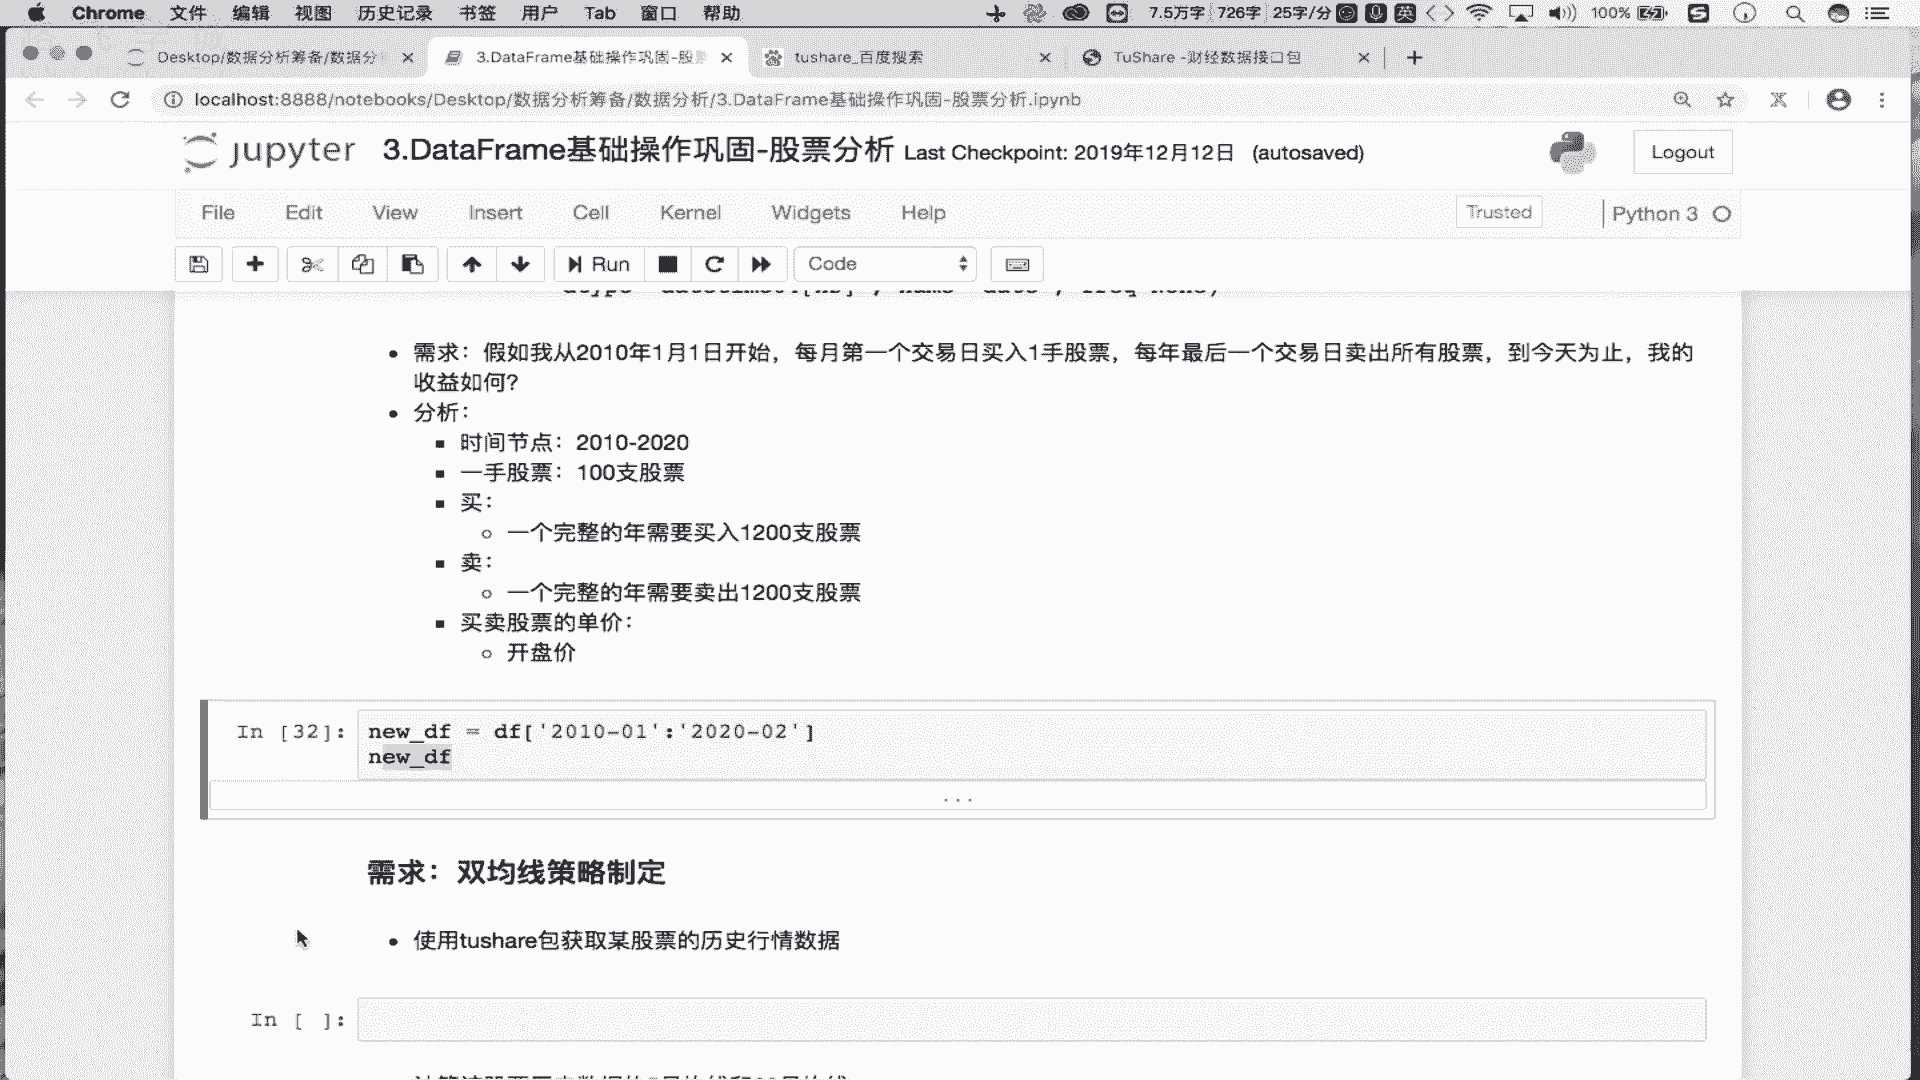 Chrome 文件 编辑 视图 历史记录 书签 用户 Tab 窗口 帮助 7.5万字 726字 25字/分 英 100%
Desktop/数据分析筹备/数据分 3.DataFrame基础操作巩固-股 tushare_百度搜索 TuShare -财经数据接口包
localhost:8888/notebooks/Desktop/数据分析筹备/数据分析/3.DataFrame基础操作巩固-股票分析.ipynb
jupyter 3.DataFrame基础操作巩固-股票分析 Last Checkpoint: 2019年12月12日 (autosaved) Logout
File Edit View Insert Cell Kernel Widgets Help Trusted Python 3
Run Code
需求：假如我从2010年1月1日开始，每月第一个交易日买入1手股票，每年最后一个交易日卖出所有股票，到今天为止，我的
收益如何？
分析：
时间节点：2010-2020
一手股票：100支股票
买：
一个完整的年需要买入1200支股票
卖：
一个完整的年需要卖出1200支股票
买卖股票的单价：
开盘价
In [32]: new_df = df['2010-01':'2020-02']
new_df
...
需求：双均线策略制定
使用tushare包获取某股票的历史行情数据
In [ ]: